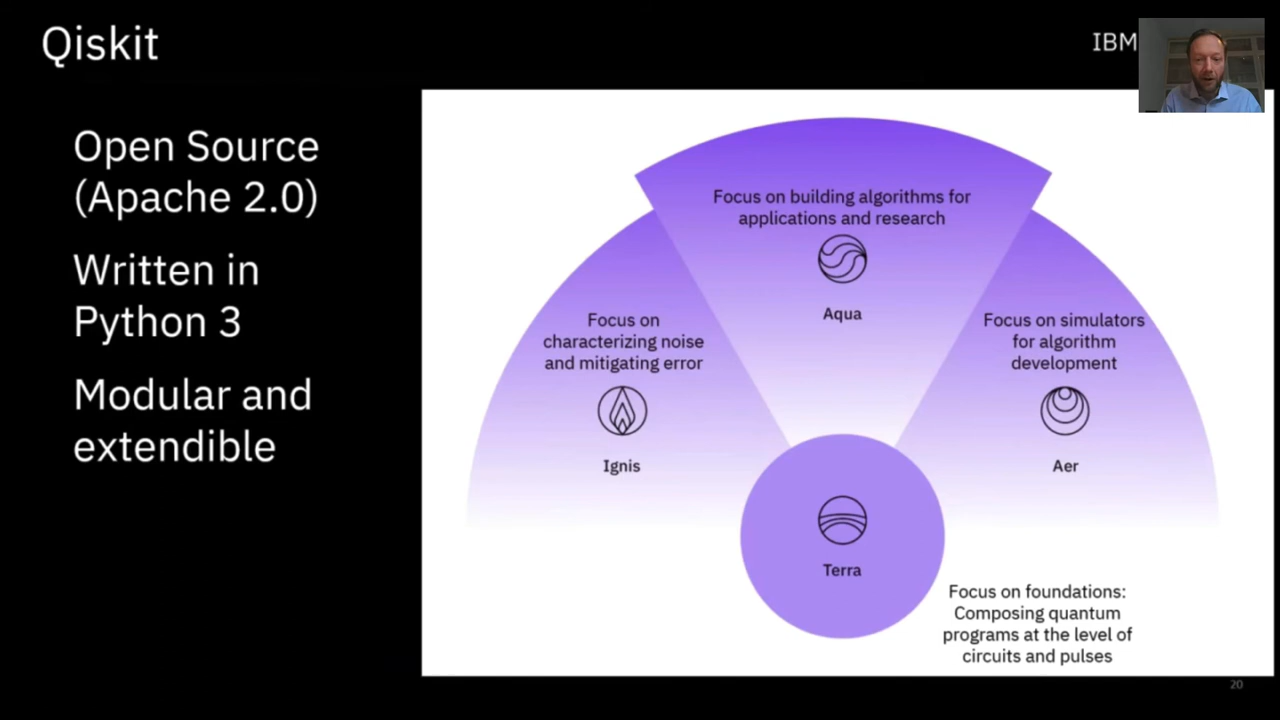 Qiskit
IBM
Open Source
(Apache 2.0)
Written in
Python 3
Modular and
extendible
Focus on building algorithms for
applications and research
Aqua
Focus on
characterizing noise
and mitigating error
Ignis
Focus on simulators
for algorithm
development
Aer
Terra
Focus on foundations:
Composing quantum
programs at the level of
circuits and pulses
20